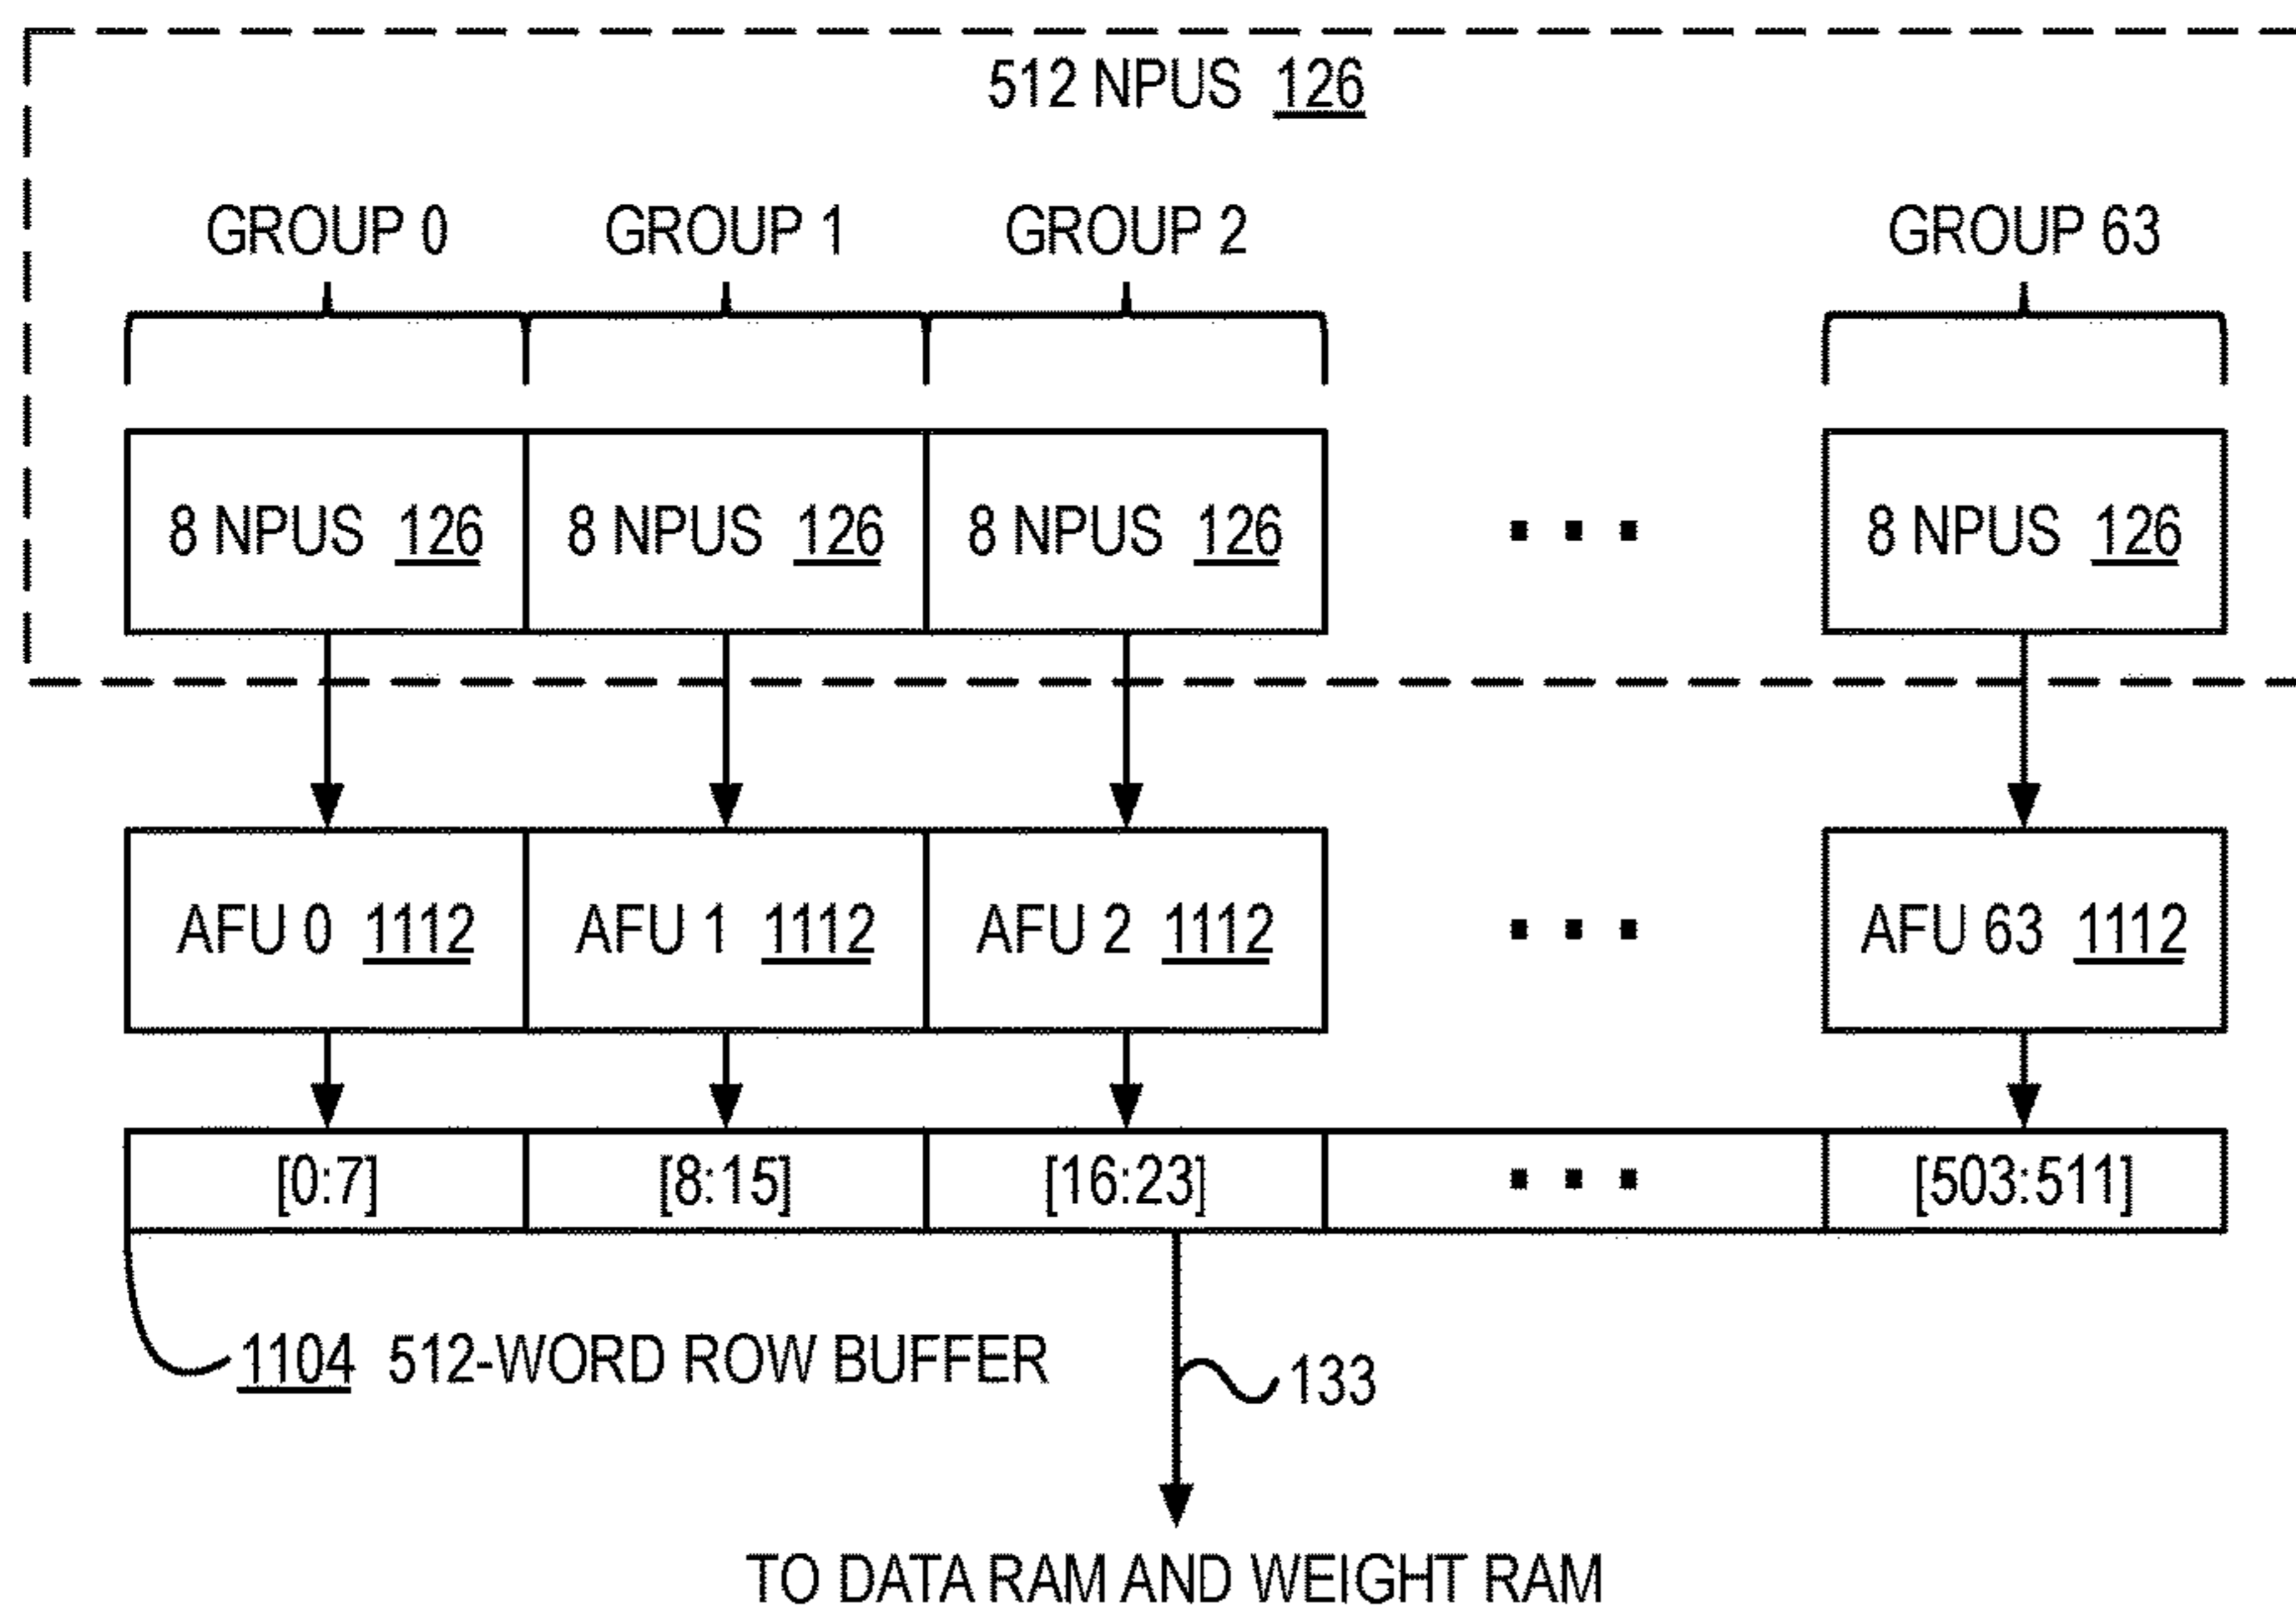 512 NPUS 126
GROUP 0 GROUP 1 GROUP 2 GROUP 63
8 NPUS 126 8 NPUS 126 8 NPUS 126 8 NPUS 126
AFU 0 1112 AFU 1 1112 AFU 2 1112 AFU 63 1112
[0:7] [8:15] [16:23] [503:511]
1104 512-WORD ROW BUFFER
133
TO DATA RAM AND WEIGHT RAM